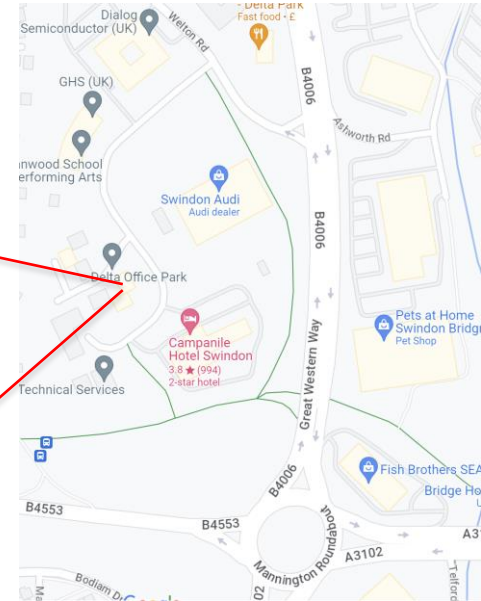 Delta Park
Fast food · £
Dialog
Semiconductor (UK)
Welton Rd
B4006
GHS (UK)
Ashworth Rd
nwood School
erforming Arts
Swindon Audi
Audi dealer
B4006
Delta Office Park
Pets at Home
Swindon Bridg
Pet Shop
Campanile
Hotel Swindon
3.8 ★ (994)
2-star hotel
Great Western Way
Technical Services
Fish Brothers SEA
Bridge Ho
B4006
B4553
B4553
A31
Mannington Roundabout
A3102
Bodiam Dr
02
Telford